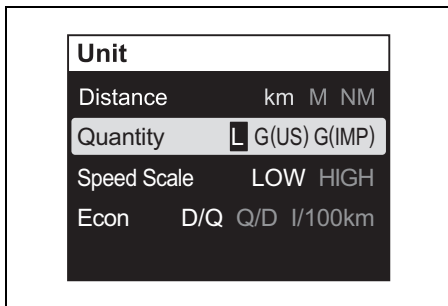 Unit
Distance km M NM
Quantity L G(US) G(IMP)
Speed Scale LOW HIGH
Econ D/Q Q/D l/100km